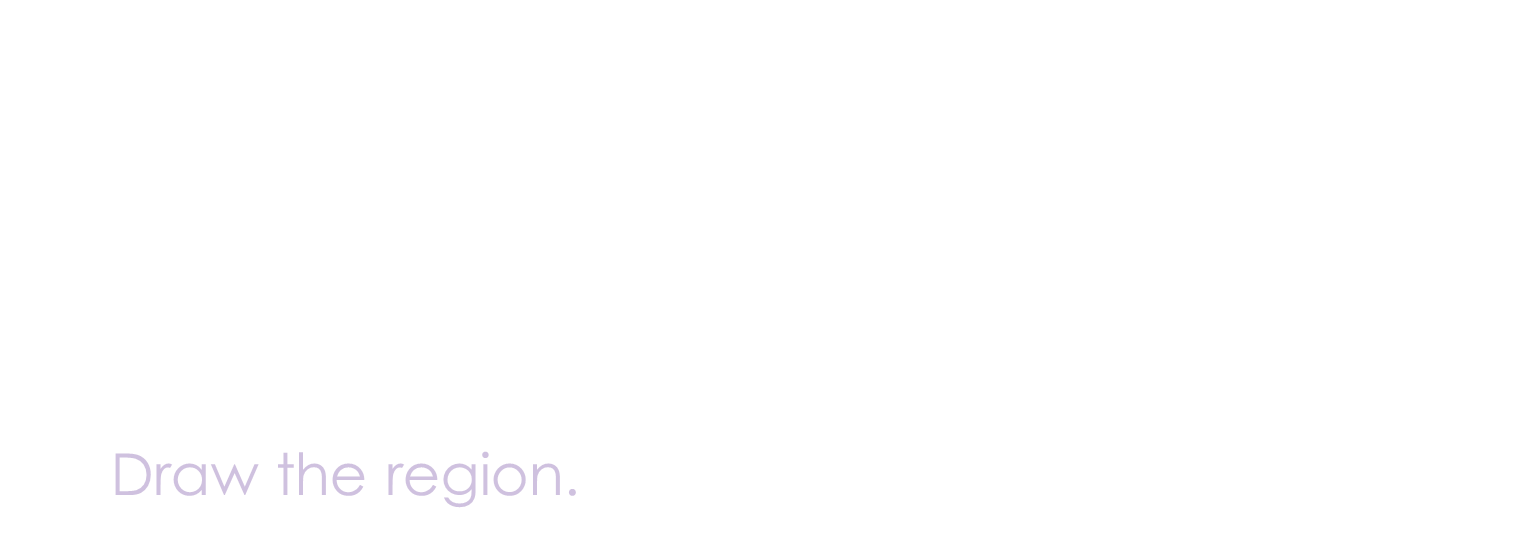 Draw the region.